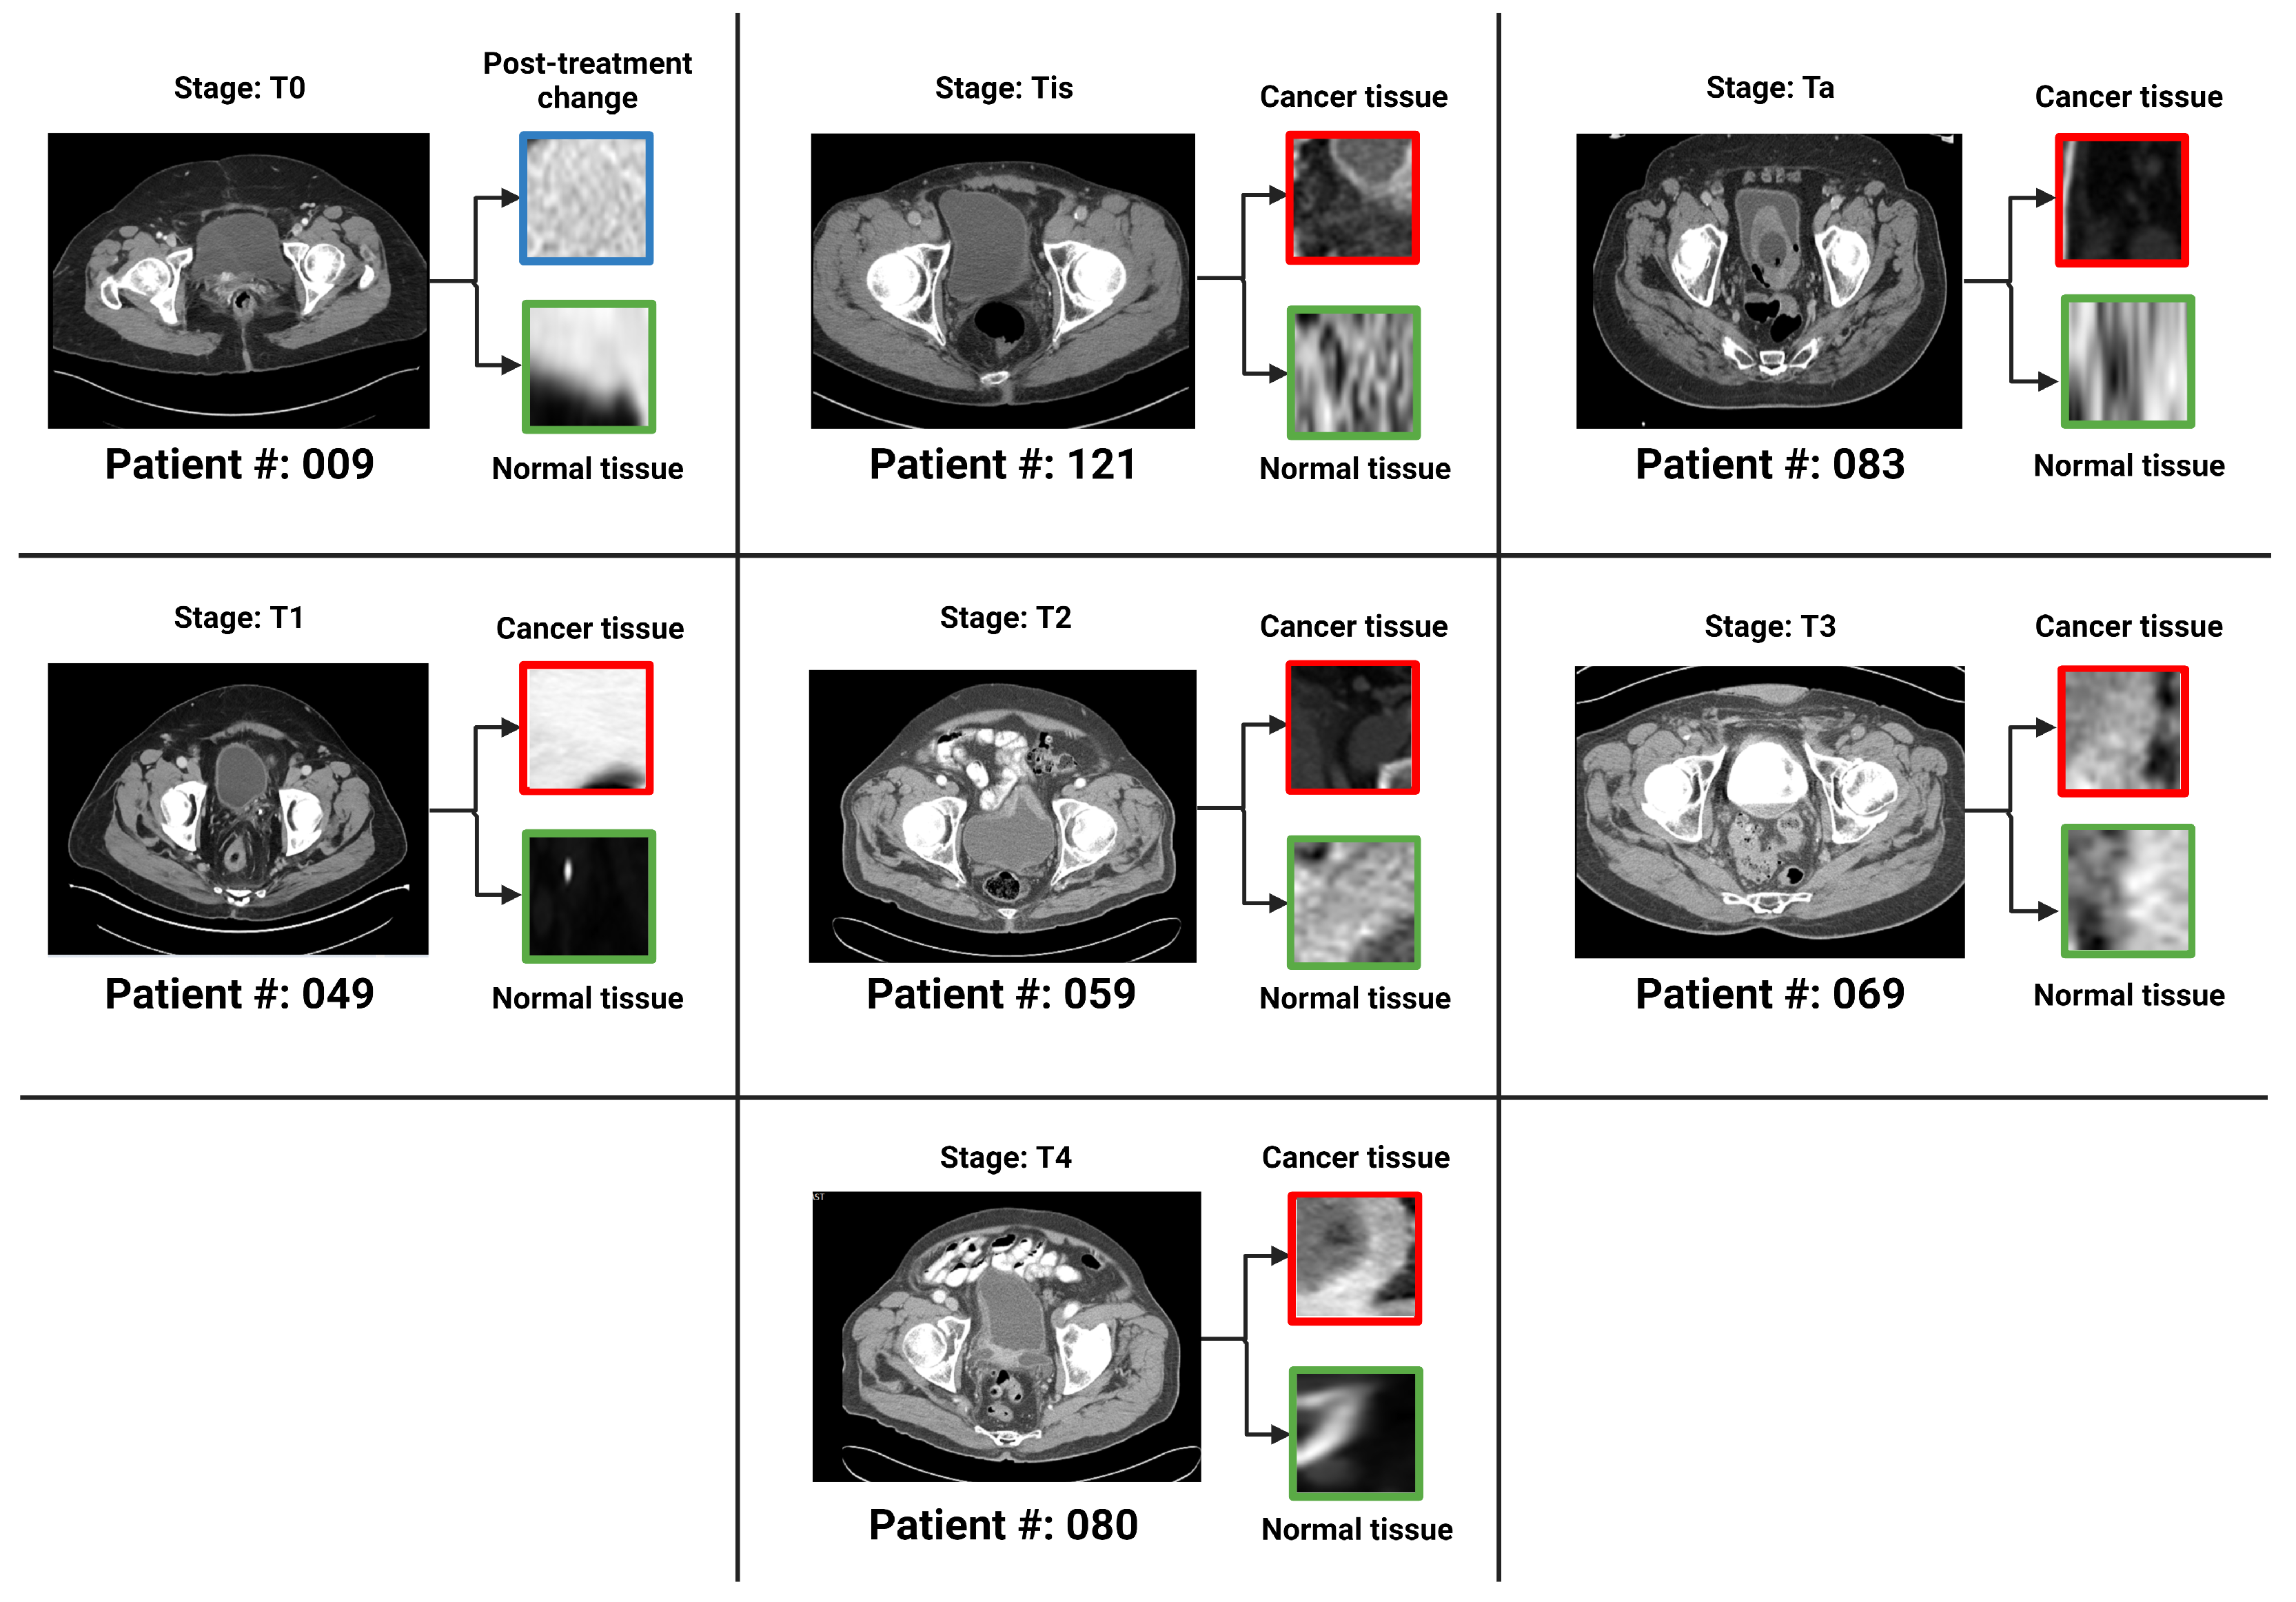 Stage: T0
Post-treatment
change
Normal tissue
Patient #: 009
Stage: Tis
Cancer tissue
Normal tissue
Patient #: 121
Stage: Ta
Cancer tissue
Normal tissue
Patient #: 083
Stage: T1
Cancer tissue
Normal tissue
Patient #: 049
Stage: T2
Cancer tissue
Normal tissue
Patient #: 059
Stage: T3
Cancer tissue
Normal tissue
Patient #: 069
Stage: T4
Cancer tissue
Normal tissue
Patient #: 080